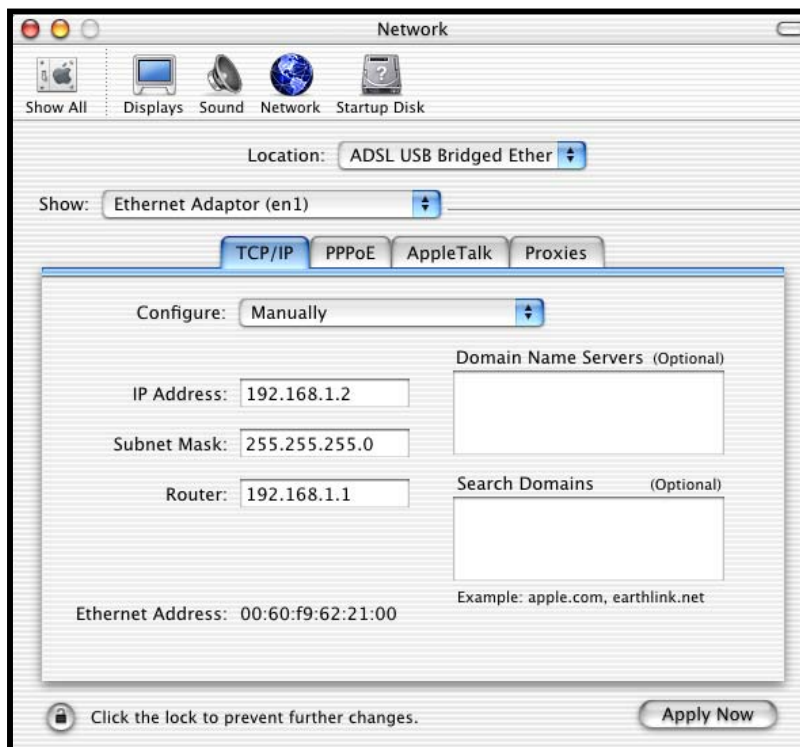 Network
Show All Displays Sound Network Startup Disk
Location: ADSL USB Bridged Ether
Show: Ethernet Adaptor (en1)
TCP/IP PPPoE AppleTalk Proxies
Configure: Manually
Domain Name Servers (Optional)
IP Address: 192.168.1.2
Subnet Mask: 255.255.255.0
Router: 192.168.1.1
Search Domains (Optional)
Example: apple.com, earthlink.net
Ethernet Address: 00:60:f9:62:21:00
Click the lock to prevent further changes.
Apply Now